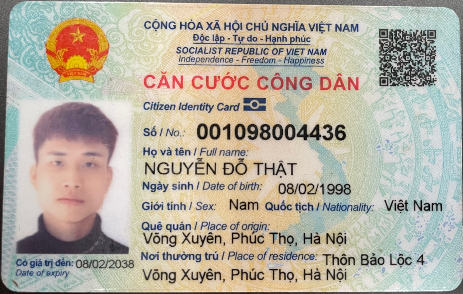 CỘNG HÒA XÃ HỘI CHỦ NGHĨA VIỆT NAM
Độc lập - Tự do - Hạnh phúc
SOCIALIST REPUBLIC OF VIET NAM
Independence - Freedom - Happiness
CĂN CƯỚC CÔNG DÂN
Citizen Identity Card
Số / No.: 001098004436
Họ và tên / Full name:
NGUYỄN ĐỖ THẬT
Ngày sinh / Date of birth: 08/02/1998
Giới tính / Sex: Nam Quốc tịch / Nationality: Việt Nam
Quê quán / Place of origin:
Võng Xuyên, Phúc Thọ, Hà Nội
Nơi thường trú / Place of residence: Thôn Bảo Lộc 4
Võng Xuyên, Phúc Thọ, Hà Nội
Có giá trị đến: 08/02/2038
Date of expiry